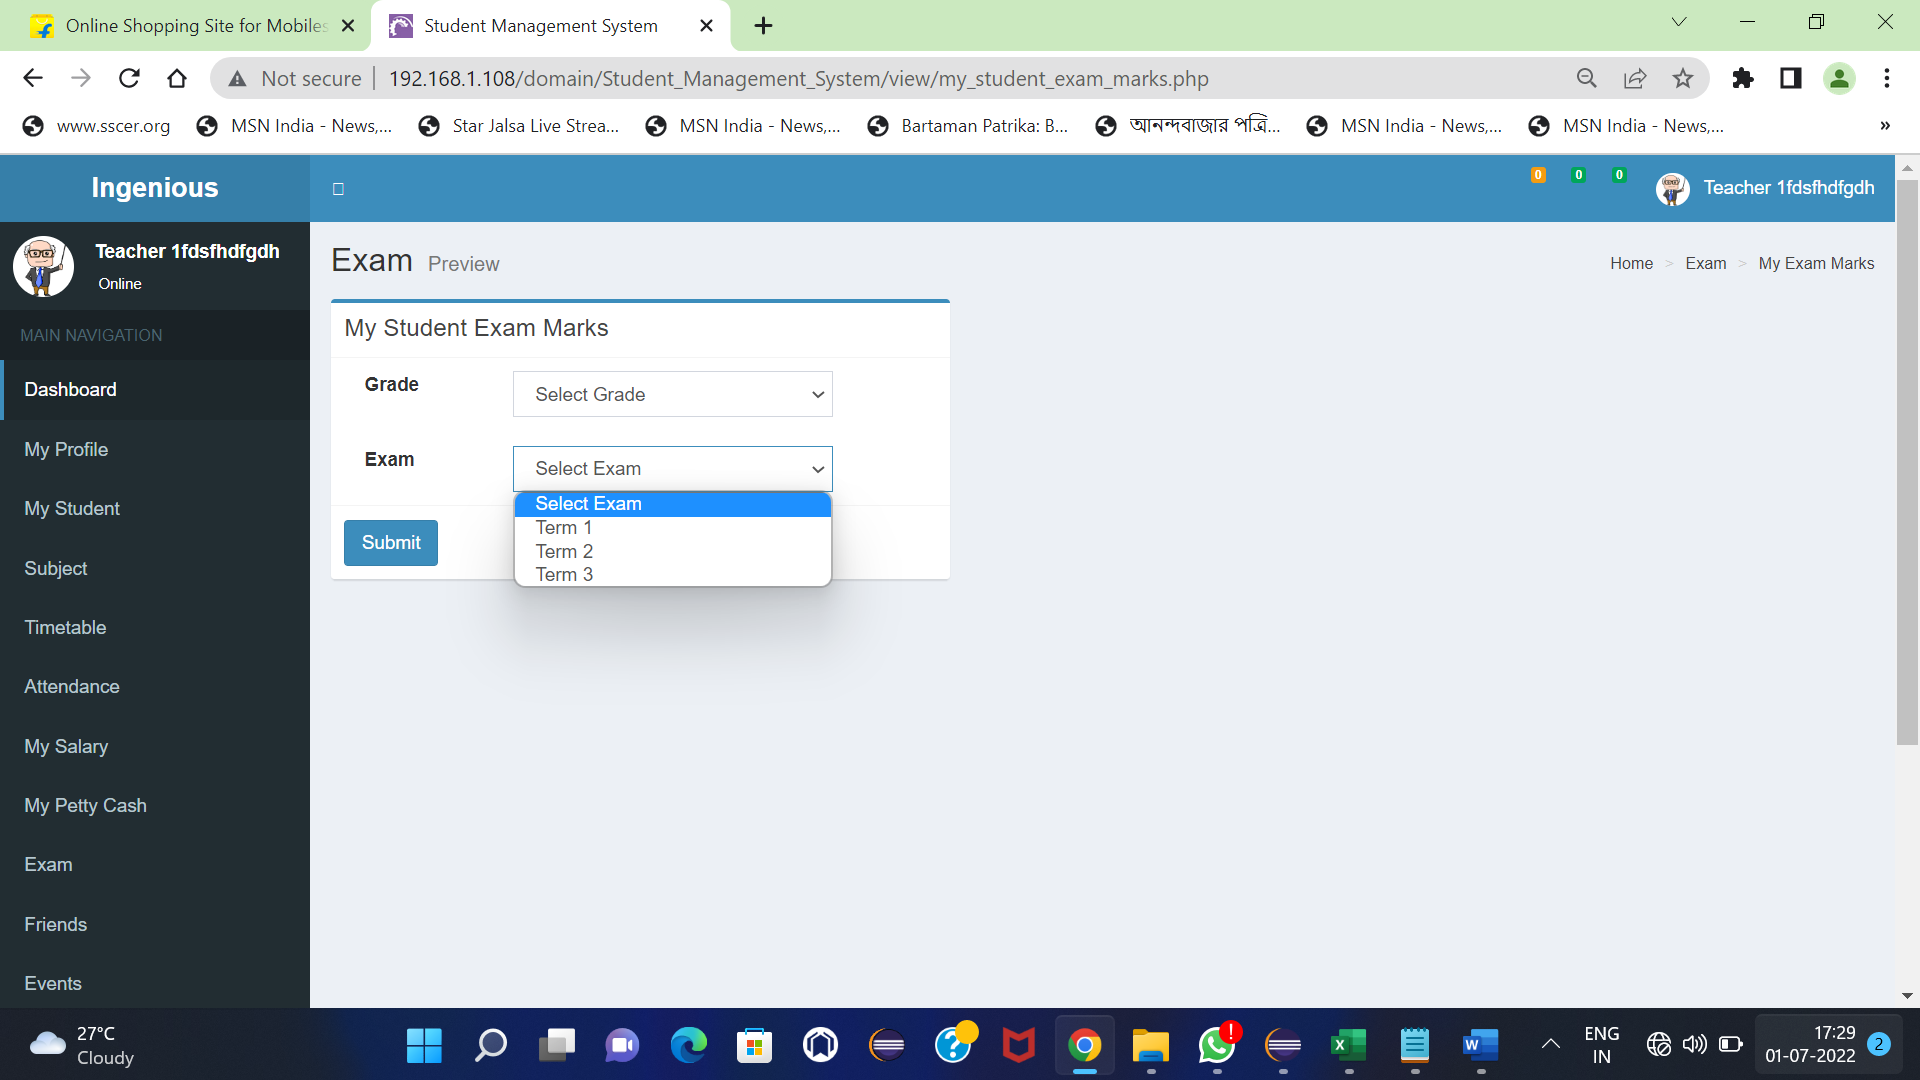 Online Shopping Site for Mobiles
Student Management System
Not secure
192.168.1.108/domain/Student_Management_System/view/my_student_exam_marks.php
www.sscer.org
MSN India - News,...
Star Jalsa Live Strea...
MSN India - News,...
Bartaman Patrika: B...
আনন্দবাজার পত্রি...
MSN India - News,...
MSN India - News,...
»
Ingenious
0
0
0
Teacher 1fdsfhdfgdh
Teacher 1fdsfhdfgdh
Online
Exam Preview
Home > Exam > My Exam Marks
MAIN NAVIGATION
Dashboard
My Profile
My Student
Subject
Timetable
Attendance
My Salary
My Petty Cash
Exam
Friends
Events
My Student Exam Marks
Grade
Select Grade
Exam
Select Exam
Select Exam
Term 1
Term 2
Term 3
Submit
27°C
Cloudy
ENG
IN
17:29
01-07-2022
2